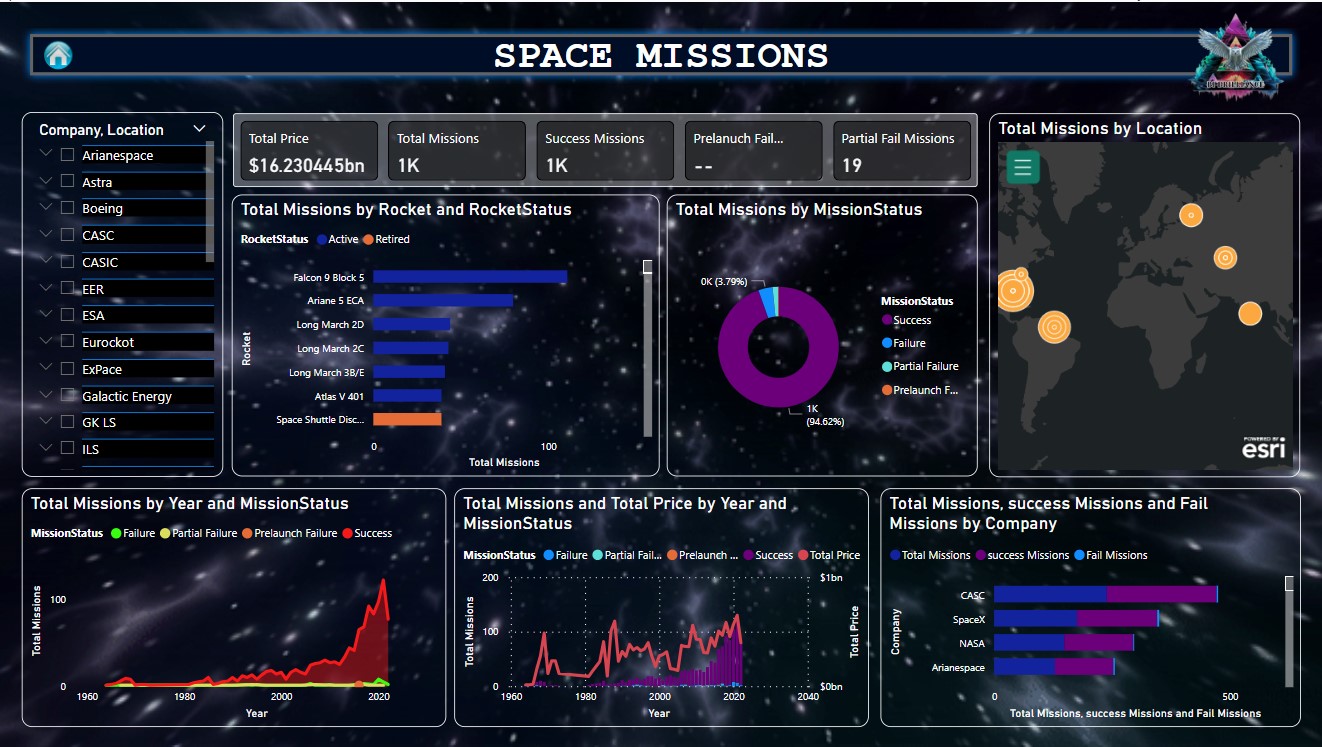 SPACE MISSIONS
Company, Location
Arianespace
Astra
Boeing
CASC
CASIC
EER
ESA
Eurockot
ExPace
Galactic Energy
GK LS
ILS
Total Price
$16.230445bn
Total Missions
1K
Success Missions
1K
Prelanuch Fail...
--
Partial Fail Missions
19
Total Missions by Location
POWERED BY
esri
Total Missions by Rocket and RocketStatus
RocketStatus Active Retired
Rocket
Falcon 9 Block 5
Ariane 5 ECA
Long March 2D
Long March 2C
Long March 3B/E
Atlas V 401
Space Shuttle Disc...
0 100
Total Missions
Total Missions by MissionStatus
0K (3.79%)
1K
(94.62%)
MissionStatus
Success
Failure
Partial Failure
Prelaunch F...
Total Missions by Year and MissionStatus
MissionStatus Failure Partial Failure Prelaunch Failure Success
Total Missions
100
0
1960 1980 2000 2020
Year
Total Missions and Total Price by Year and
MissionStatus
MissionStatus Failure Partial Fail... Prelaunch ... Success Total Price
Total Missions
200
100
0
$1bn
$0bn
Total Price
1960 1980 2000 2020 2040
Year
Total Missions, success Missions and Fail
Missions by Company
Total Missions success Missions Fail Missions
Company
CASC
SpaceX
NASA
Arianespace
0 500
Total Missions, success Missions and Fail Missions